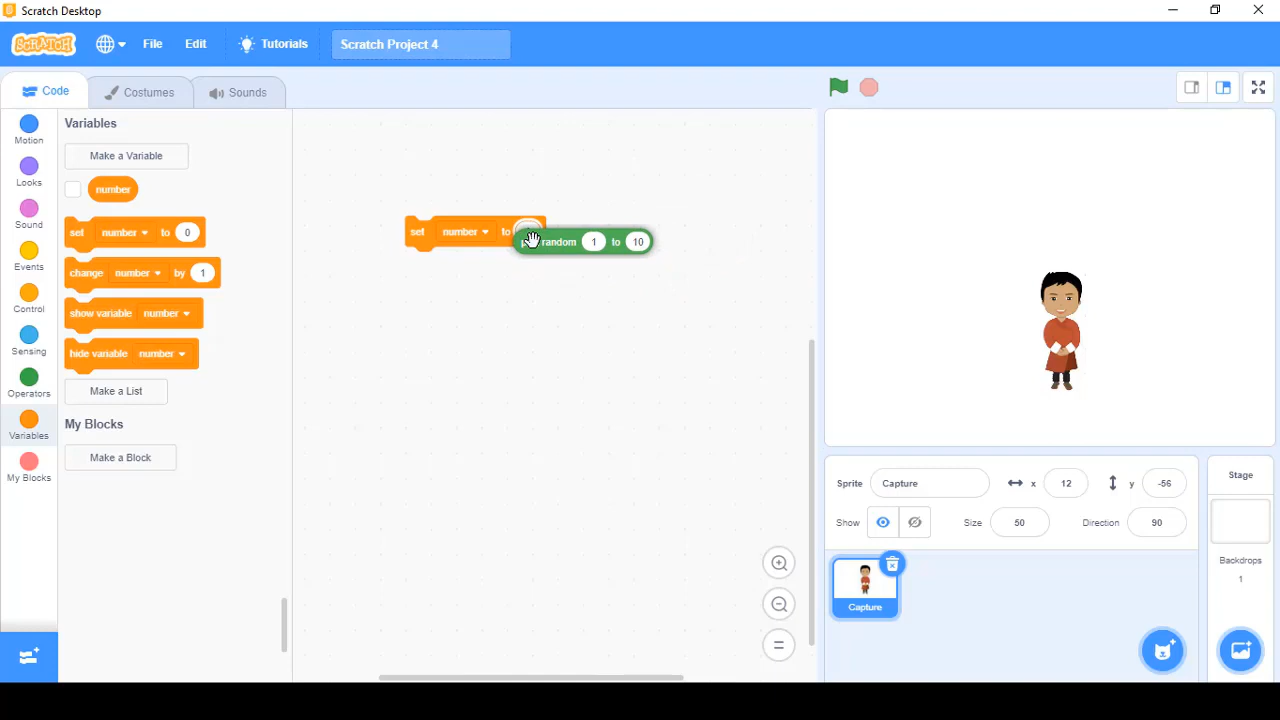 Scratch Desktop
SCRATCH
File
Edit
Tutorials
Scratch Project 4
Code
Costumes
Sounds
Motion
Looks
Sound
Events
Control
Sensing
Operators
Variables
My Blocks
Variables
Make a Variable
number
set number to 0
change number by 1
show variable number
hide variable number
Make a List
My Blocks
Make a Block
set number to
random 1 to 10
Sprite Capture x 12 y -56
Show Size 50 Direction 90
Capture
Stage
Backdrops
1